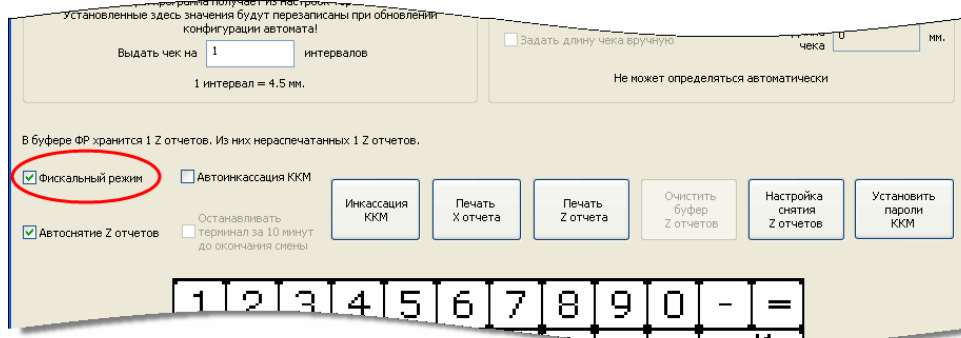 программа получает из настроек
Установленные здесь значения будут перезаписаны при обновлении
конфигурации автомата!
Выдать чек на 1 интервалов
1 интервал = 4.5 мм.
Задать длину чека вручную
чека 0 мм.
Не может определяться автоматически
В буфере ФР хранится 1 Z отчетов. Из них нераспечатанных 1 Z отчетов.
Фискальный режим
Автоинкассация ККМ
Автоснятие Z отчетов
Останавливать
терминал за 10 минут
до окончания смены
Инкассация
ККМ
Печать
X отчета
Печать
Z отчета
Очистить
буфер
Z отчетов
Настройка
снятия
Z отчетов
Установить
пароли
ККМ
1 2 3 4 5 6 7 8 9 0 - =